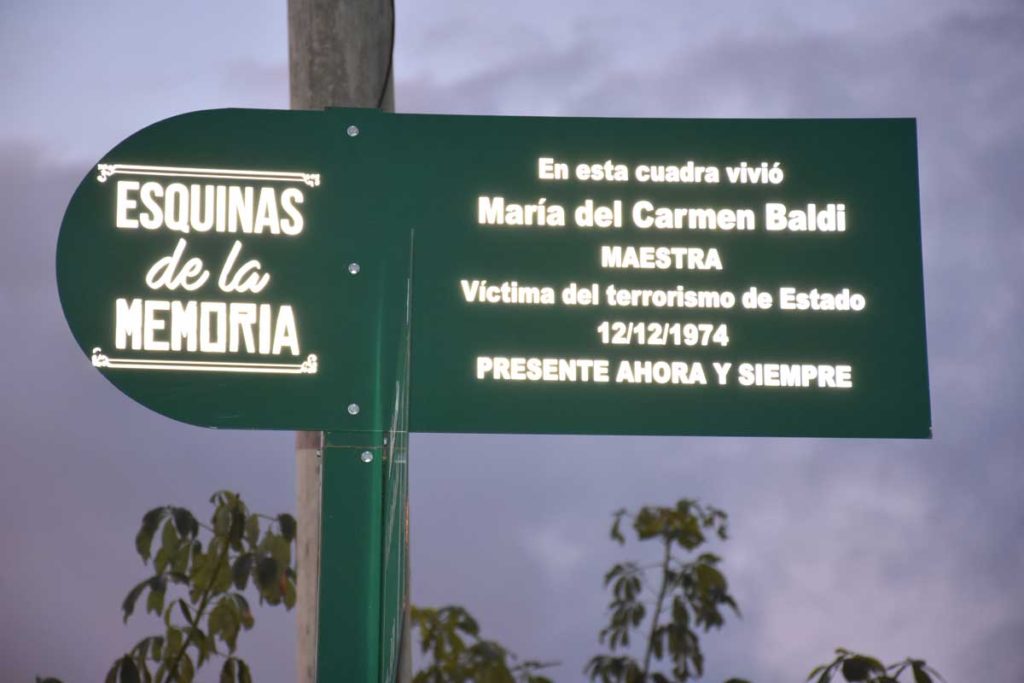 ESQUINAS
de la
MEMORIA
En esta cuadra vivió
María del Carmen Baldi
MAESTRA
Víctima del terrorismo de Estado
12/12/1974
PRESENTE AHORA Y SIEMPRE